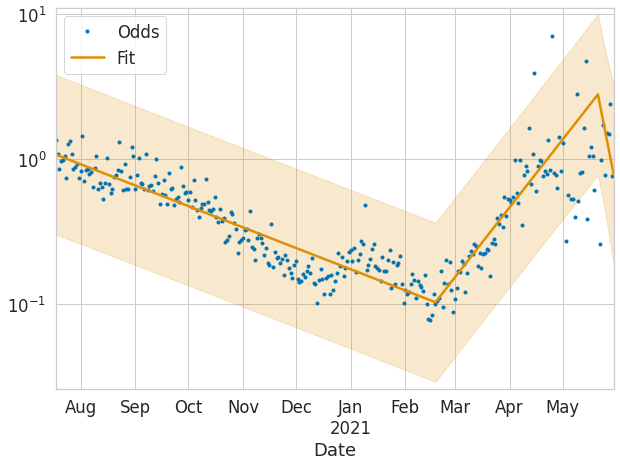 10¹
10⁰
10⁻¹
Odds
Fit
Aug Sep Oct Nov Dec Jan Feb Mar Apr May
2021
Date